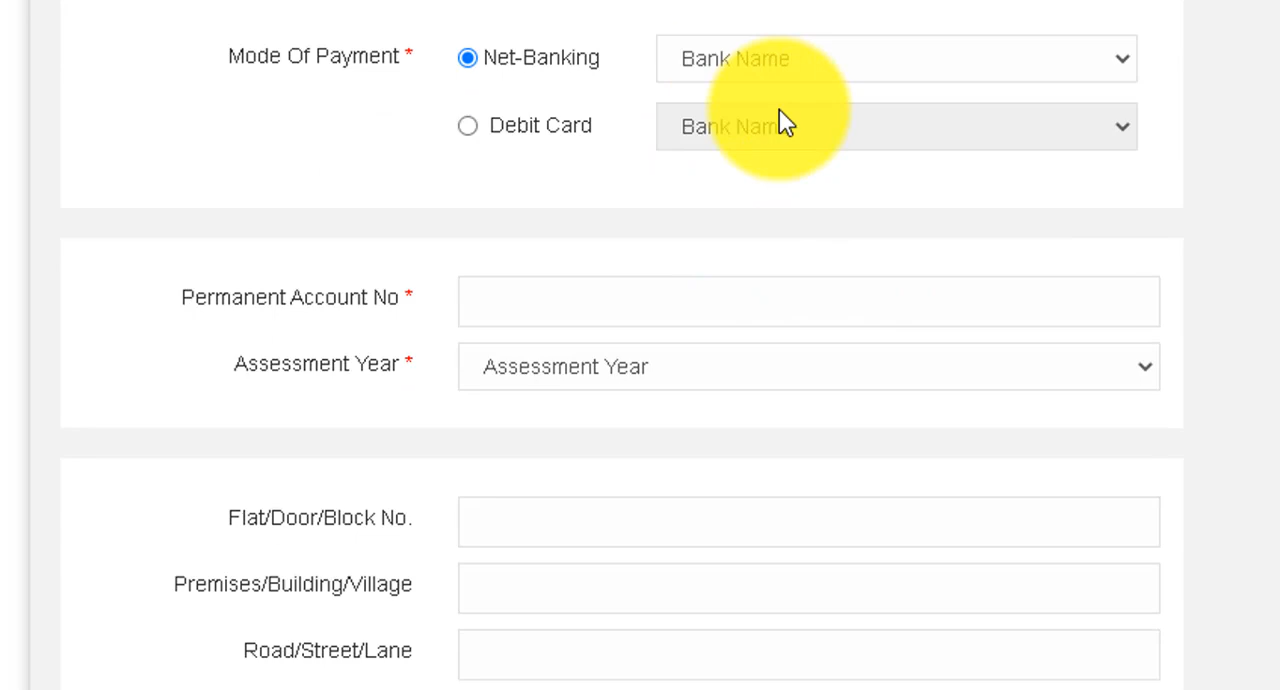 Mode Of Payment * Net-Banking Bank Name
Debit Card Bank Name
Permanent Account No *
Assessment Year * Assessment Year
Flat/Door/Block No.
Premises/Building/Village
Road/Street/Lane